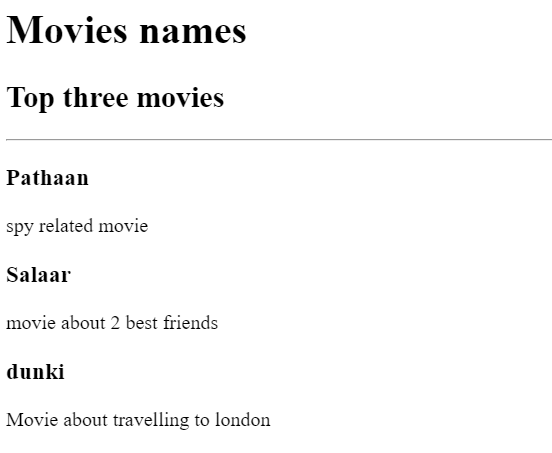 Movies names
Top three movies
Pathaan
spy related movie
Salaar
movie about 2 best friends
dunki
Movie about travelling to london